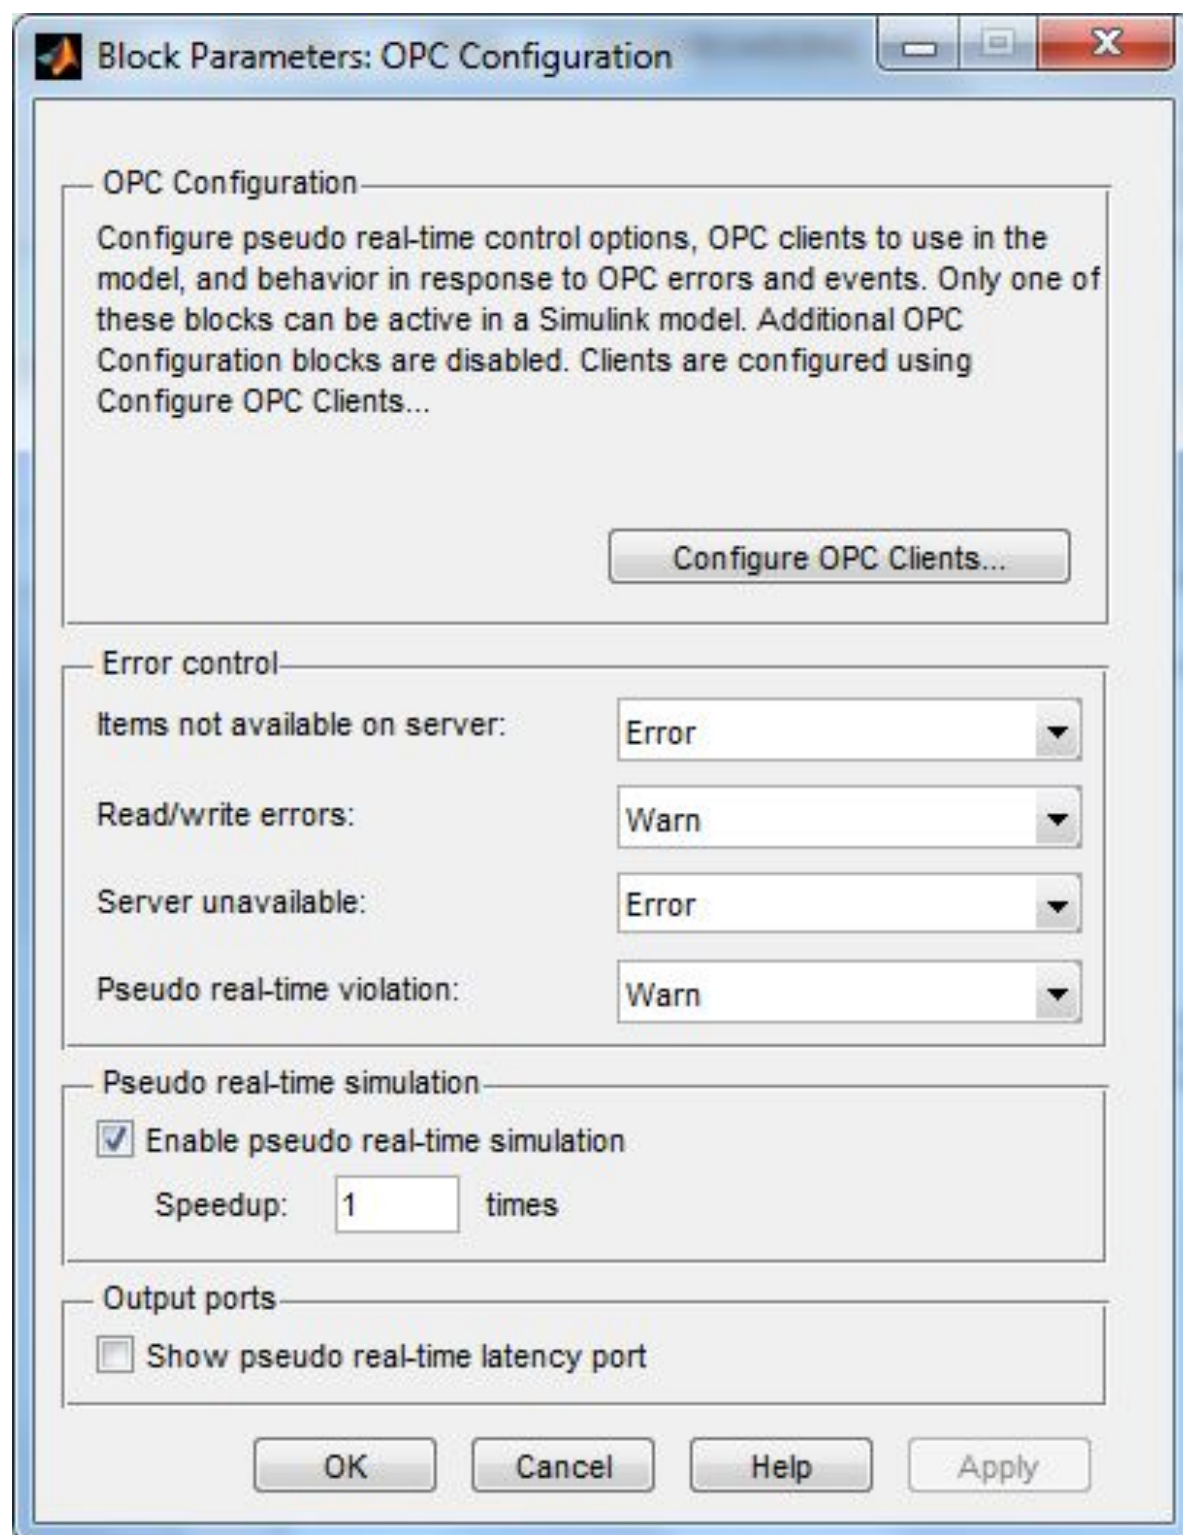 Block Parameters: OPC Configuration
OPC Configuration
Configure pseudo real-time control options, OPC clients to use in the
model, and behavior in response to OPC errors and events. Only one of
these blocks can be active in a Simulink model. Additional OPC
Configuration blocks are disabled. Clients are configured using
Configure OPC Clients...
Configure OPC Clients...
Error control
Items not available on server: Error
Read/write errors: Warn
Server unavailable: Error
Pseudo real-time violation: Warn
Pseudo real-time simulation
Enable pseudo real-time simulation
Speedup: 1 times
Output ports
Show pseudo real-time latency port
OK Cancel Help Apply